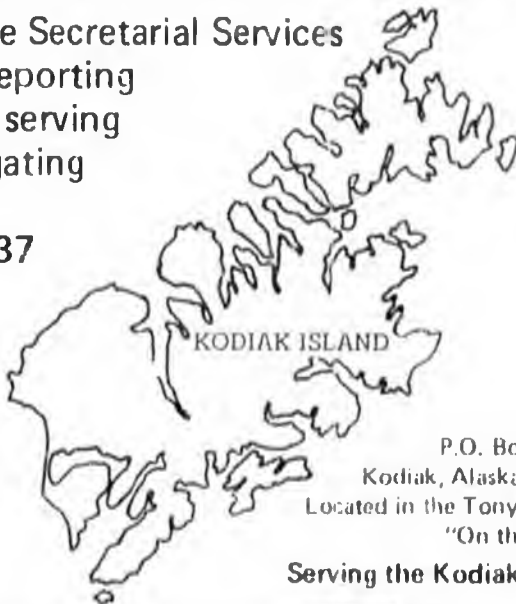 e Secretarial Services
eporting
serving
gating
37
KODIAK ISLAND
P.O. Bo
Kodiak, Alaska
Located in the Tony
"On th
Serving the Kodiak